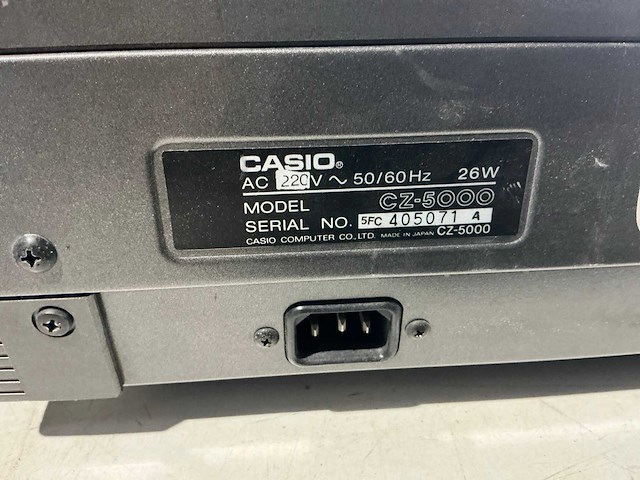 CASIO®
AC 220V ~ 50/60Hz 26W
MODEL CZ-5000
SERIAL NO. 5FC 405071 A
CASIO COMPUTER CO.,LTD. MADE IN JAPAN CZ-5000